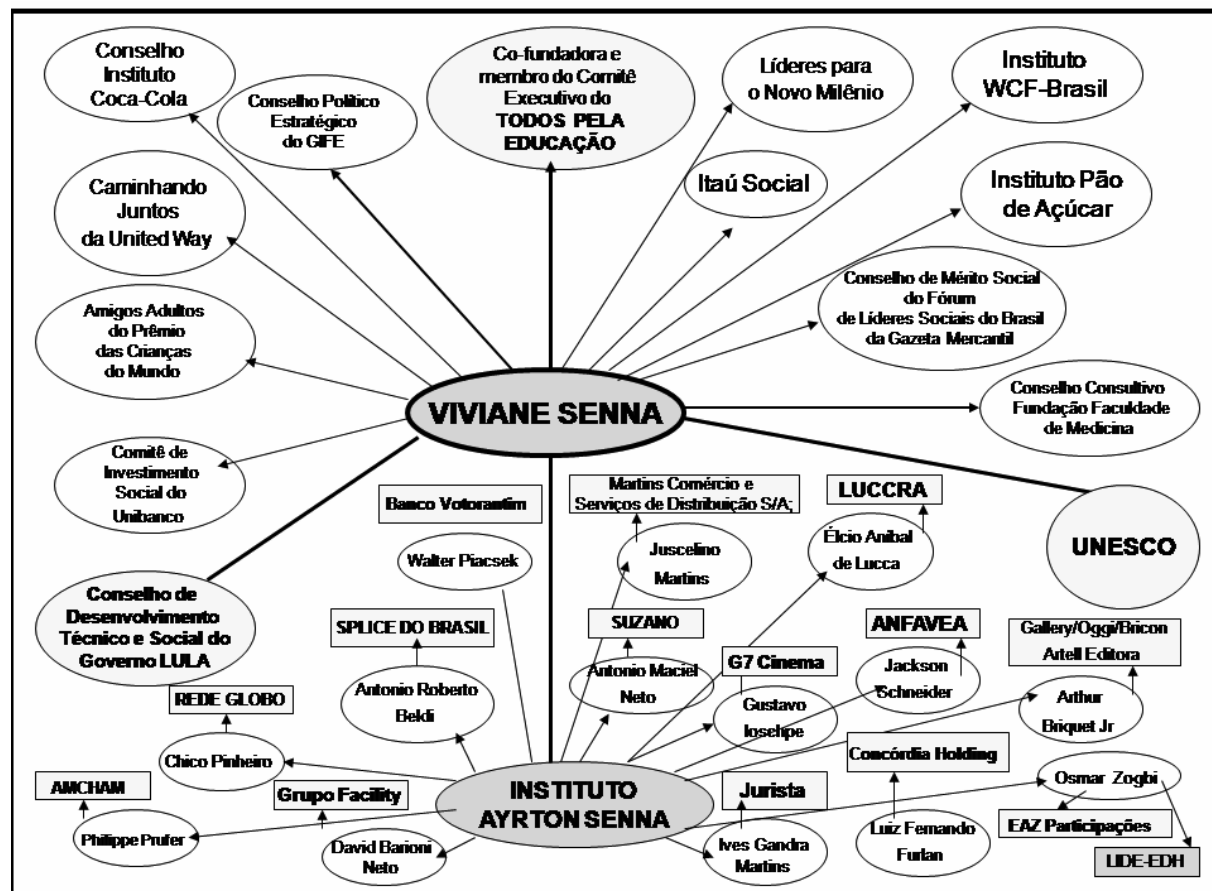 Conselho
Instituto
Coca-Cola
Conselho Político
Estratégico
do GIFE
Co-fundadora e
membro do Comitê
Executivo do
TODOS PELA
EDUCAÇÃO
Líderes para
o Novo Milênio
Instituto
WCF-Brasil
Caminhando
Juntos
da United Way
Itaú Social
Instituto Pão
de Açúcar
Amigos Adultos
do Prêmio
das Crianças
do Mundo
Conselho de Mérito Social
do Fórum
de Líderes Sociais do Brasil
da Gazeta Mercantil
VIVIANE SENNA
Conselho Consultivo
Fundação Faculdade
de Medicina
Comitê de
Investimento
Social do
Unibanco
Banco Votorantim
Walter Piacsek
Martins Comércio e
Serviços de Distribuição S/A;
Juscelino
Martins
LUCCRA
Élcio Anibal
de Lucca
UNESCO
Conselho de
Desenvolvimento
Técnico e Social do
Governo LULA
SPLICE DO BRASIL
Antonio Roberto
Beldi
SUZANO
Antonio Maciel
Neto
G7 Cinema
Gustavo
Ioschpe
ANFAVEA
Jackson
Schneider
Gallery/Oggi/Bricon
Artell Editora
Arthur
Briquet Jr
REDE GLOBO
Chico Pinheiro
AMCHAM
Philippe Prufer
Grupo Facility
David Barioni
Neto
INSTITUTO
AYRTON SENNA
Jurista
Ives Gandra
Martins
Concórdia Holding
Luiz Fernando
Furlan
Osmar Zogbi
EAZ Participações
LIDE-EDH